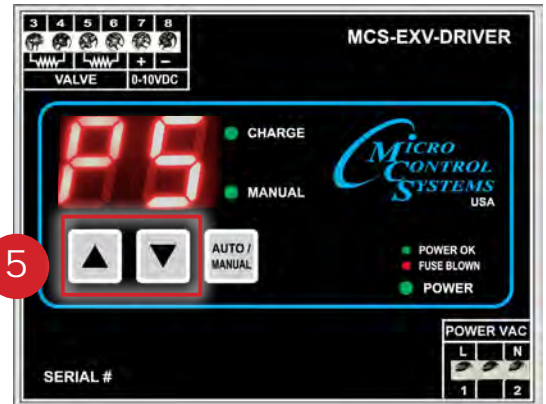 3 4 5 6 7 8
+ -
VALVE 0-10VDC
MCS-EXV-DRIVER
P5
CHARGE
MANUAL
MICRO
CONTROL
SYSTEMS
USA
5
AUTO /
MANUAL
POWER OK
FUSE BLOWN
POWER
POWER VAC
L N
1 2
SERIAL #